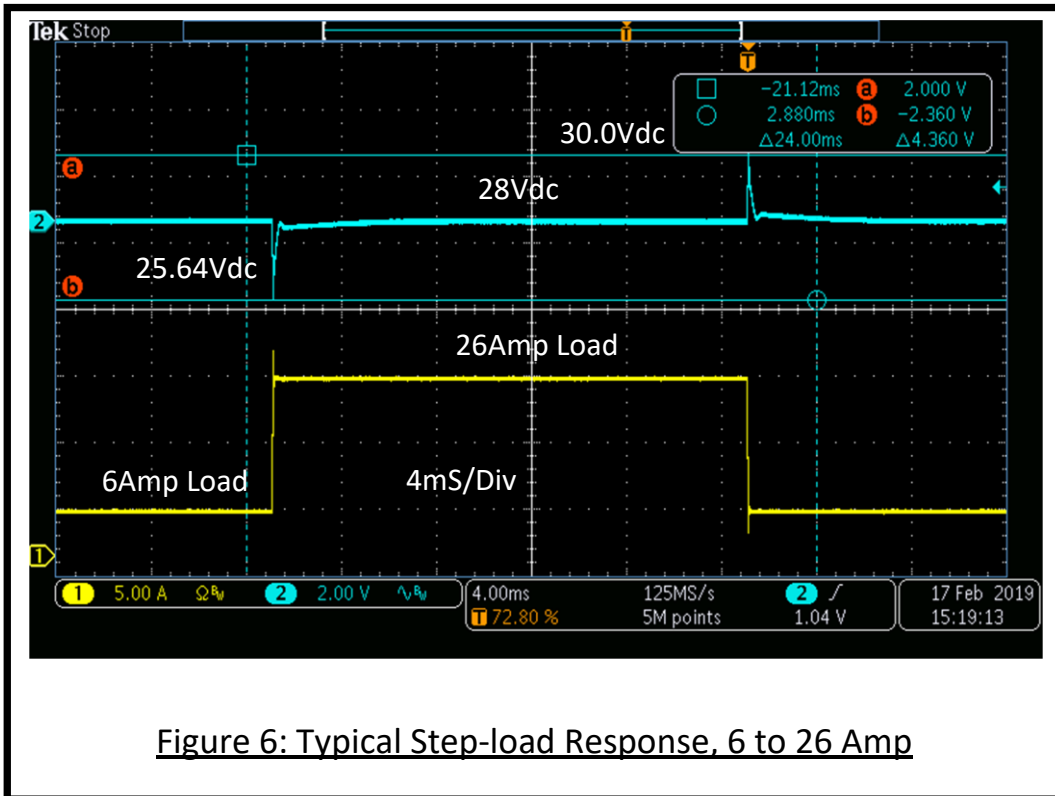 Tek Stop
T
T
-21.12ms a 2.000 V
2.880ms b -2.360 V
Δ24.00ms Δ4.360 V
30.0Vdc
a
28Vdc
2
25.64Vdc
b
26Amp Load
6Amp Load 4mS/Div
1
1 5.00 A ΩBW 2 2.00 V BW 4.00ms 125MS/s 2 17 Feb 2019
T 72.80 % 5M points 1.04 V 15:19:13
Figure 6: Typical Step-load Response, 6 to 26 Amp